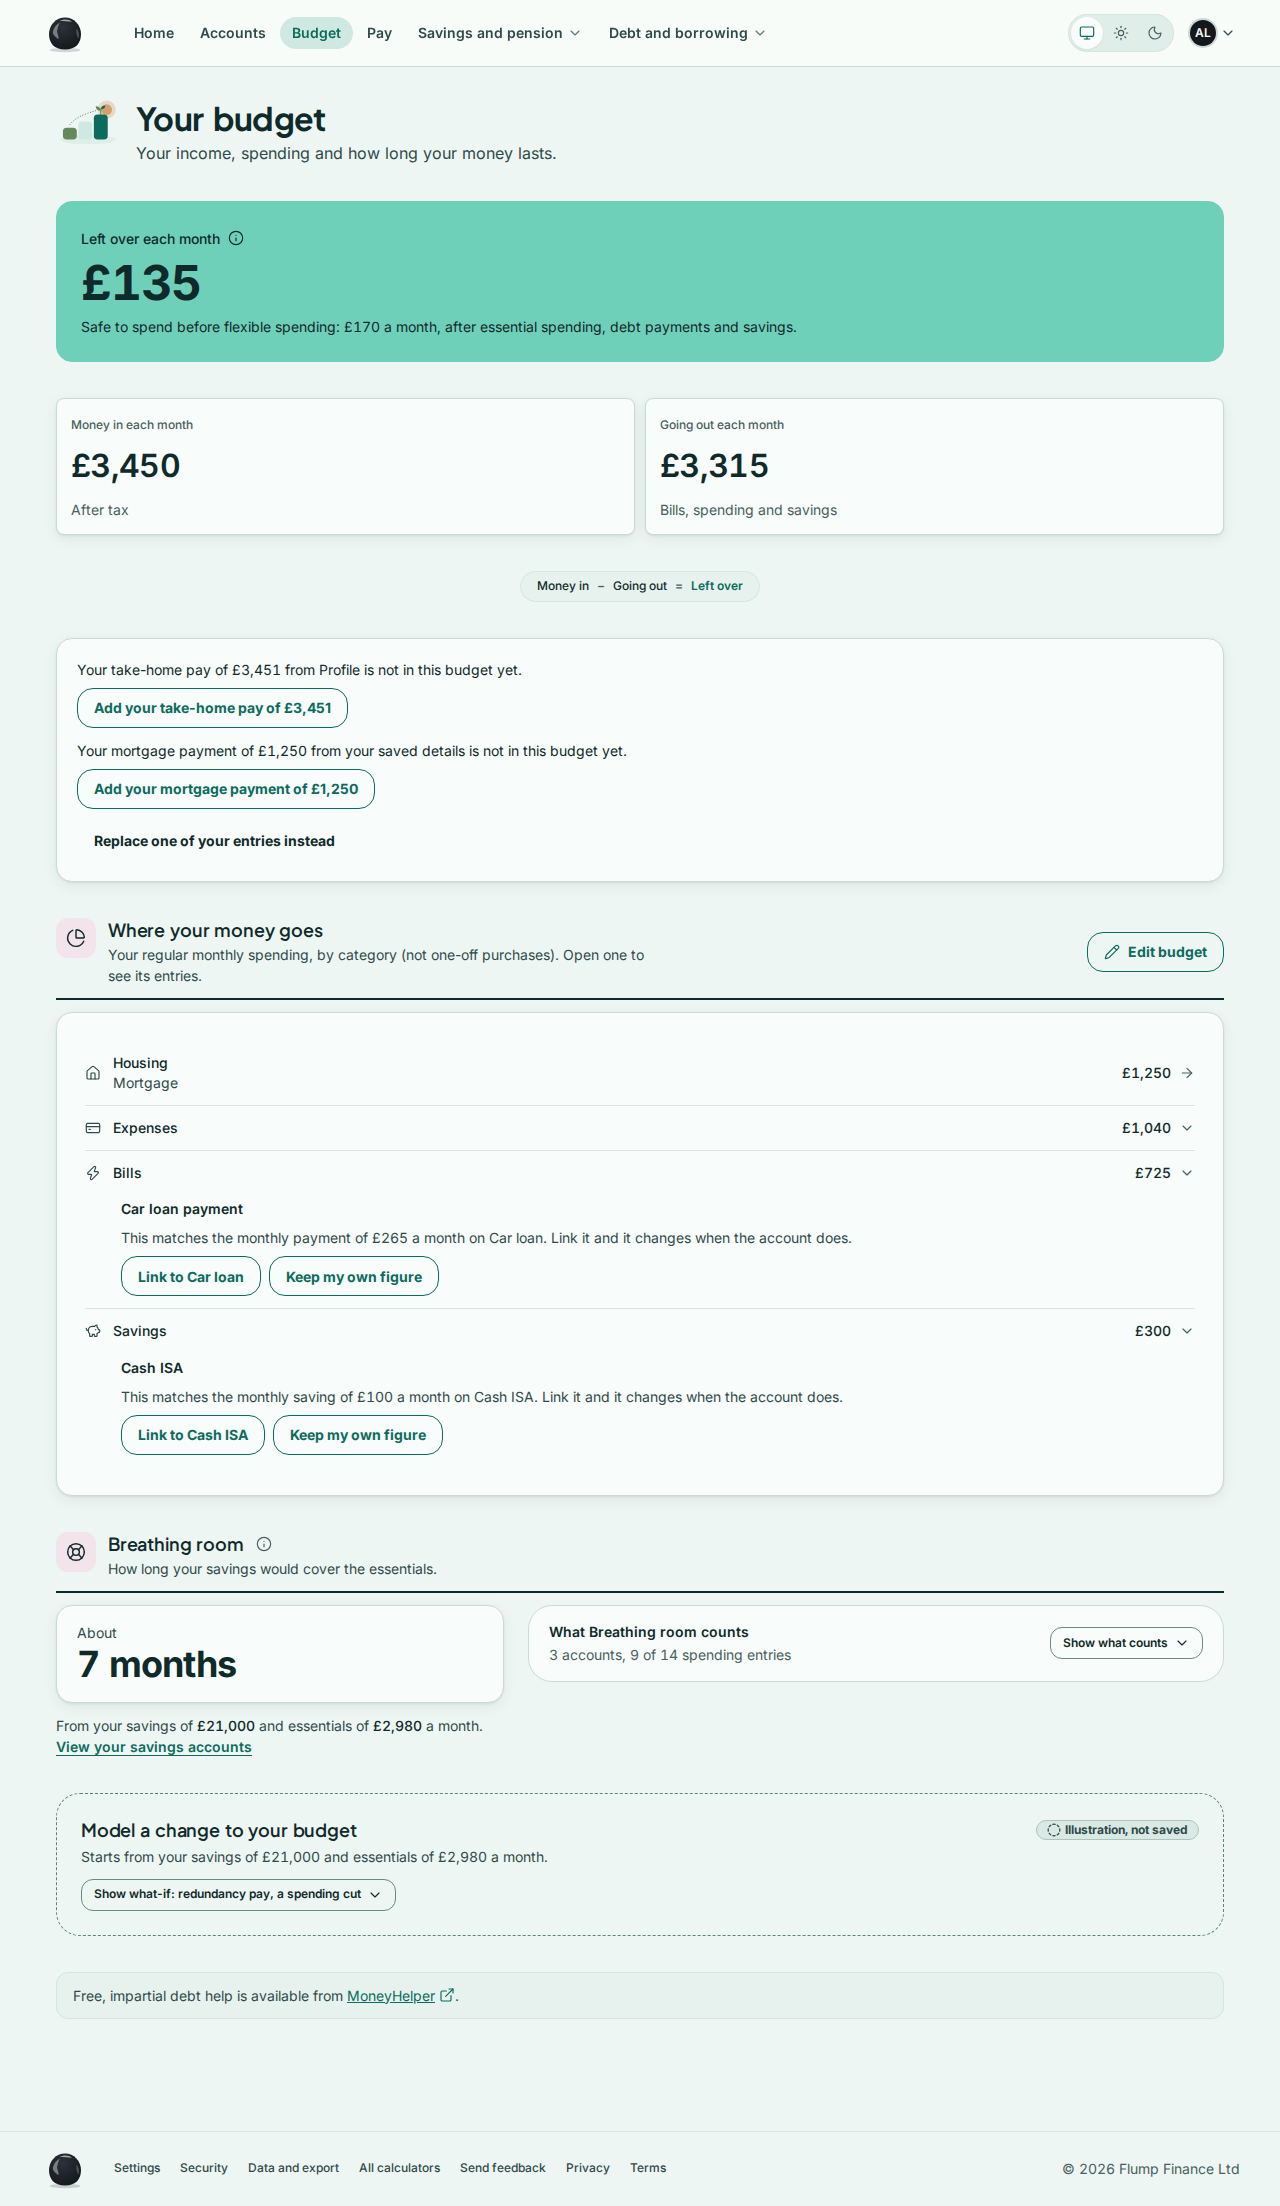 Home
Accounts
Budget
Pay
Savings and pension
Debt and borrowing
AL
Your budget
Your income, spending and how long your money lasts.
Left over each month
£135
Safe to spend before flexible spending: £170 a month, after essential spending, debt payments and savings.
Money in each month
£3,450
After tax
Going out each month
£3,315
Bills, spending and savings
Money in – Going out = Left over
Your take-home pay of £3,451 from Profile is not in this budget yet.
Add your take-home pay of £3,451
Your mortgage payment of £1,250 from your saved details is not in this budget yet.
Add your mortgage payment of £1,250
Replace one of your entries instead
Where your money goes
Your regular monthly spending, by category (not one-off purchases). Open one to
see its entries.
Edit budget
Housing
Mortgage
£1,250
Expenses
£1,040
Bills
£725
Car loan payment
This matches the monthly payment of £265 a month on Car loan. Link it and it changes when the account does.
Link to Car loan
Keep my own figure
Savings
£300
Cash ISA
This matches the monthly saving of £100 a month on Cash ISA. Link it and it changes when the account does.
Link to Cash ISA
Keep my own figure
Breathing room
How long your savings would cover the essentials.
About
7 months
What Breathing room counts
3 accounts, 9 of 14 spending entries
Show what counts
From your savings of £21,000 and essentials of £2,980 a month.
View your savings accounts
Model a change to your budget
Illustration, not saved
Starts from your savings of £21,000 and essentials of £2,980 a month.
Show what-if: redundancy pay, a spending cut
Free, impartial debt help is available from MoneyHelper.
Settings
Security
Data and export
All calculators
Send feedback
Privacy
Terms
© 2026 Flump Finance Ltd